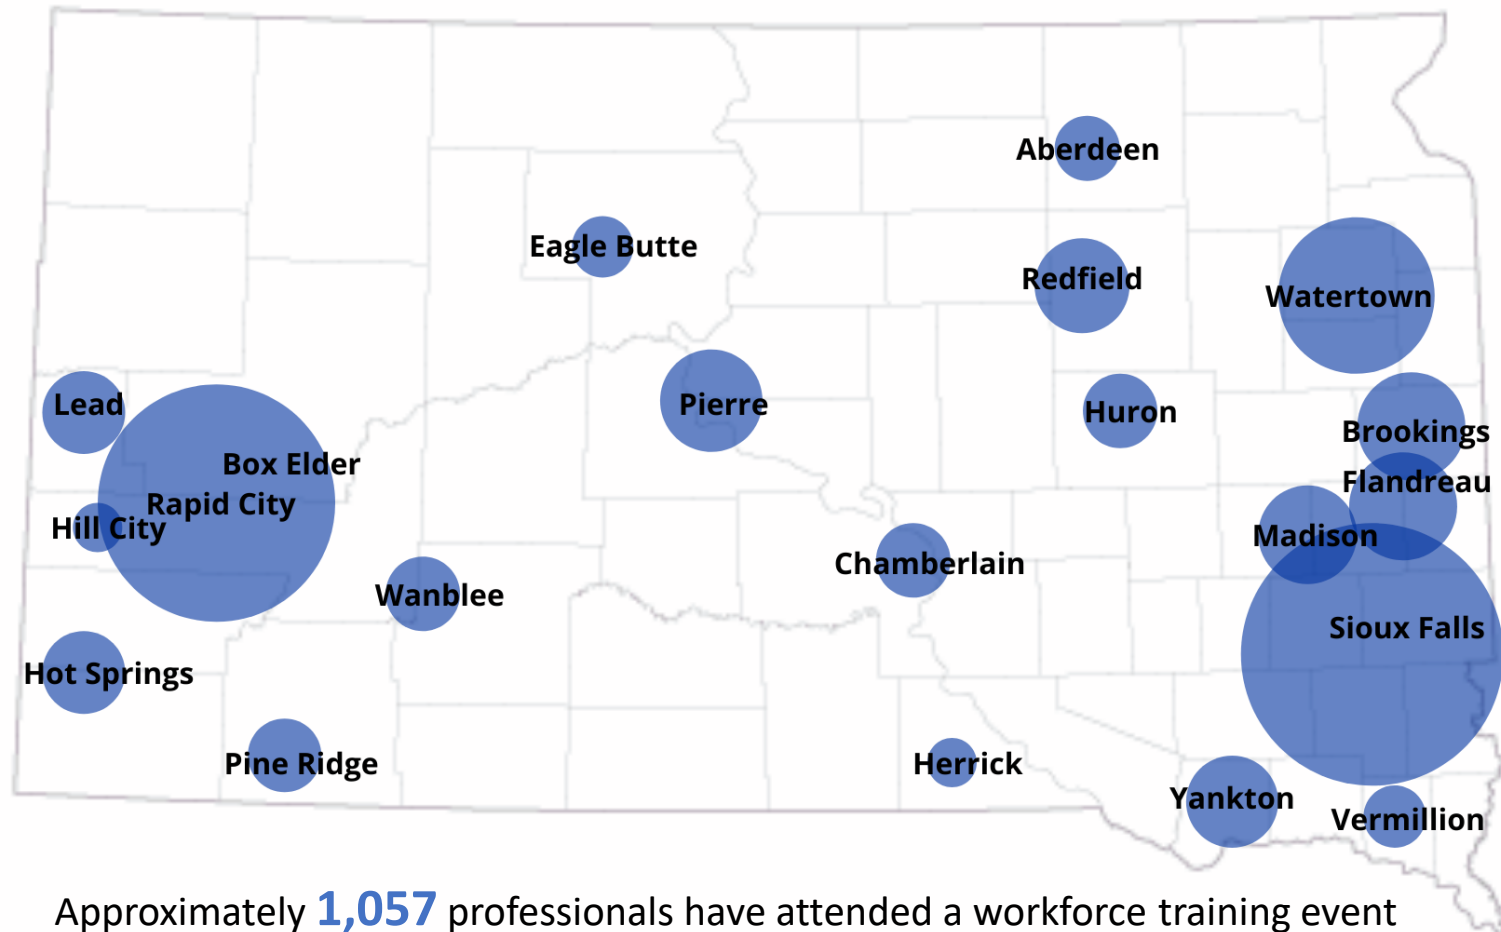 Aberdeen
Eagle Butte
Redfield
Watertown
Lead
Pierre
Huron
Brookings
Box Elder
Flandreau
Rapid City
Hill City
Madison
Chamberlain
Wanblee
Sioux Falls
Hot Springs
Pine Ridge
Herrick
Yankton
Vermillion
Approximately 1,057 professionals have attended a workforce training event